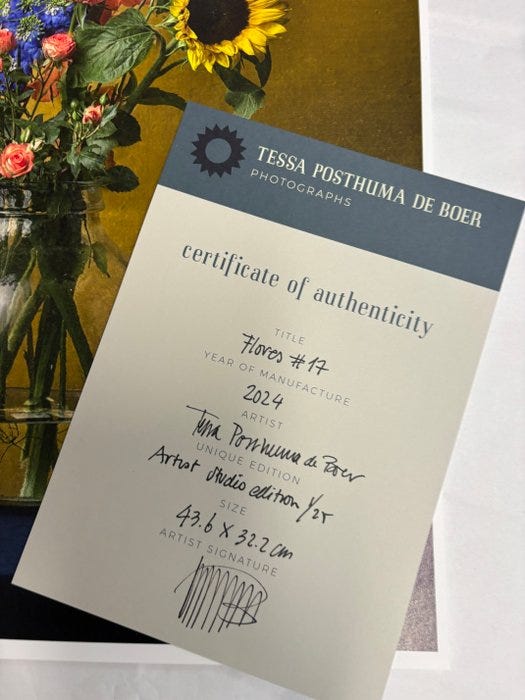 TESSA POSTHUMA DE BOER
PHOTOGRAPHS
certificate of authenticity
TITLE
Flores #17
YEAR OF MANUFACTURE
2024
ARTIST
Tessa Posthuma de Boer
UNIQUE EDITION
Artist studio edition 1/25
SIZE
43.6 X 32.2 cm
ARTIST SIGNATURE